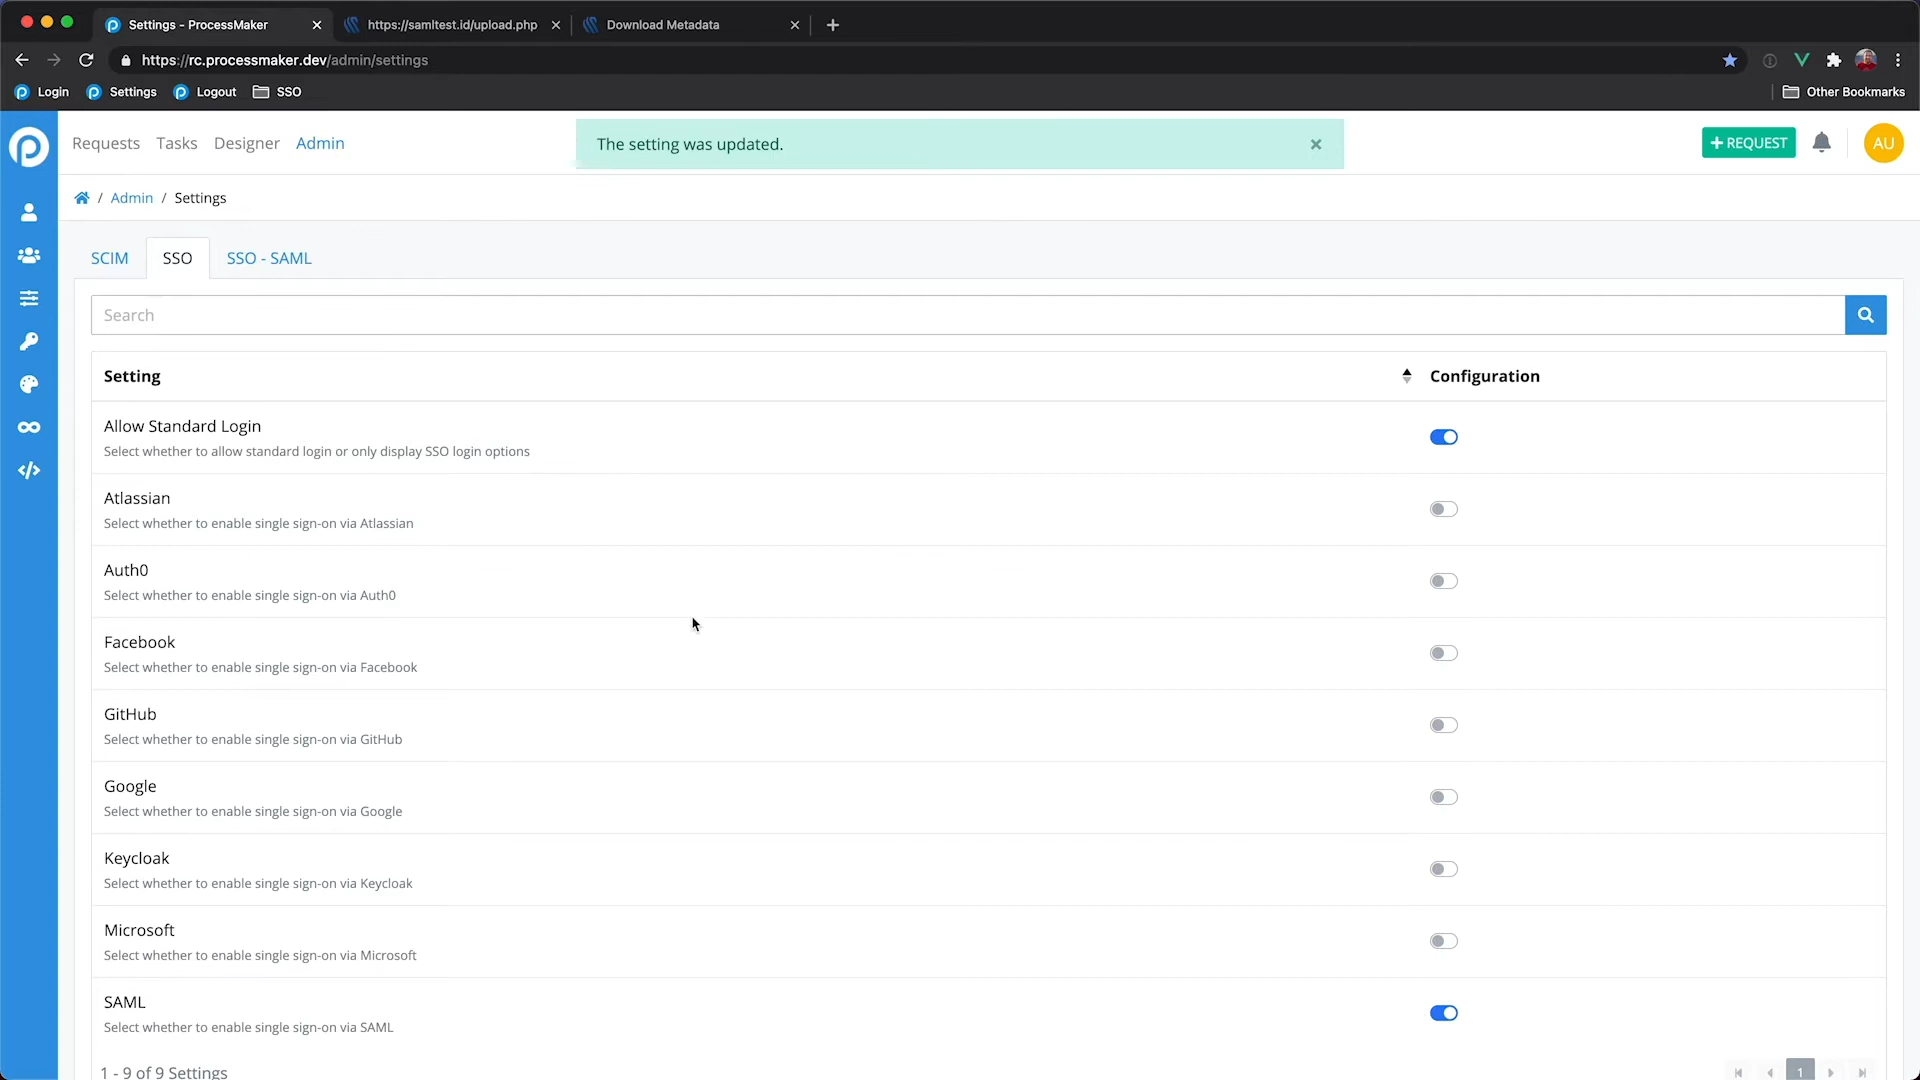 Settings - ProcessMaker
https://samltest.id/upload.php
Download Metadata
https://rc.processmaker.dev/admin/settings
Login
Settings
Logout
SSO
Other Bookmarks
Requests
Tasks
Designer
Admin
The setting was updated.
+ REQUEST
AU
/ Admin / Settings
SCIM
SSO
SSO - SAML
Search
Setting
Configuration
Allow Standard Login
Select whether to allow standard login or only display SSO login options
Atlassian
Select whether to enable single sign-on via Atlassian
Auth0
Select whether to enable single sign-on via Auth0
Facebook
Select whether to enable single sign-on via Facebook
GitHub
Select whether to enable single sign-on via GitHub
Google
Select whether to enable single sign-on via Google
Keycloak
Select whether to enable single sign-on via Keycloak
Microsoft
Select whether to enable single sign-on via Microsoft
SAML
Select whether to enable single sign-on via SAML
1 - 9 of 9 Settings
1